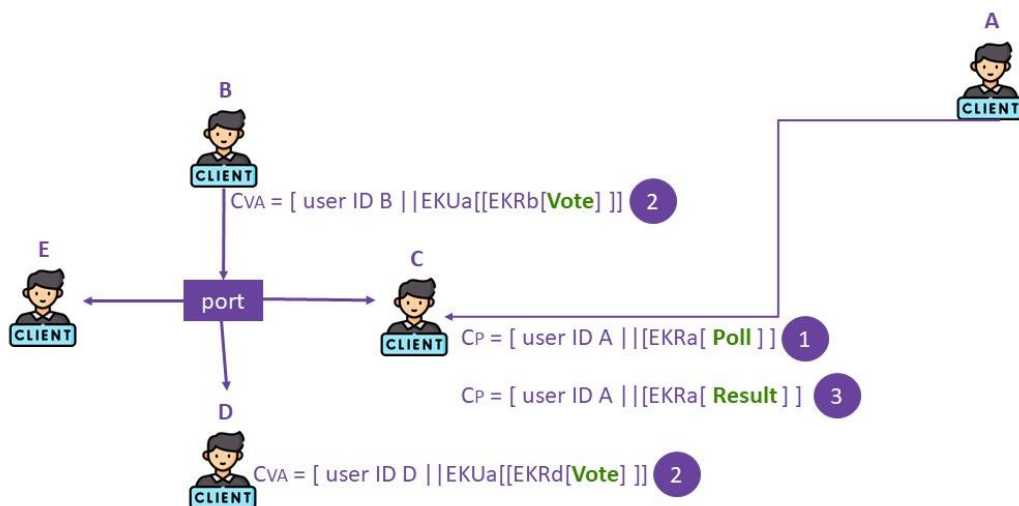 A
CLIENT
B
CLIENT
CVA = [ user ID B ||EKUa[[EKRb[Vote] ]] 2
E
CLIENT
port
C
CLIENT
CP = [ user ID A ||[EKRa[ Poll ] ] 1
CP = [ user ID A ||[EKRa[ Result ] ] 3
D
CLIENT
CVA = [ user ID D ||EKUa[[EKRd[Vote] ]] 2